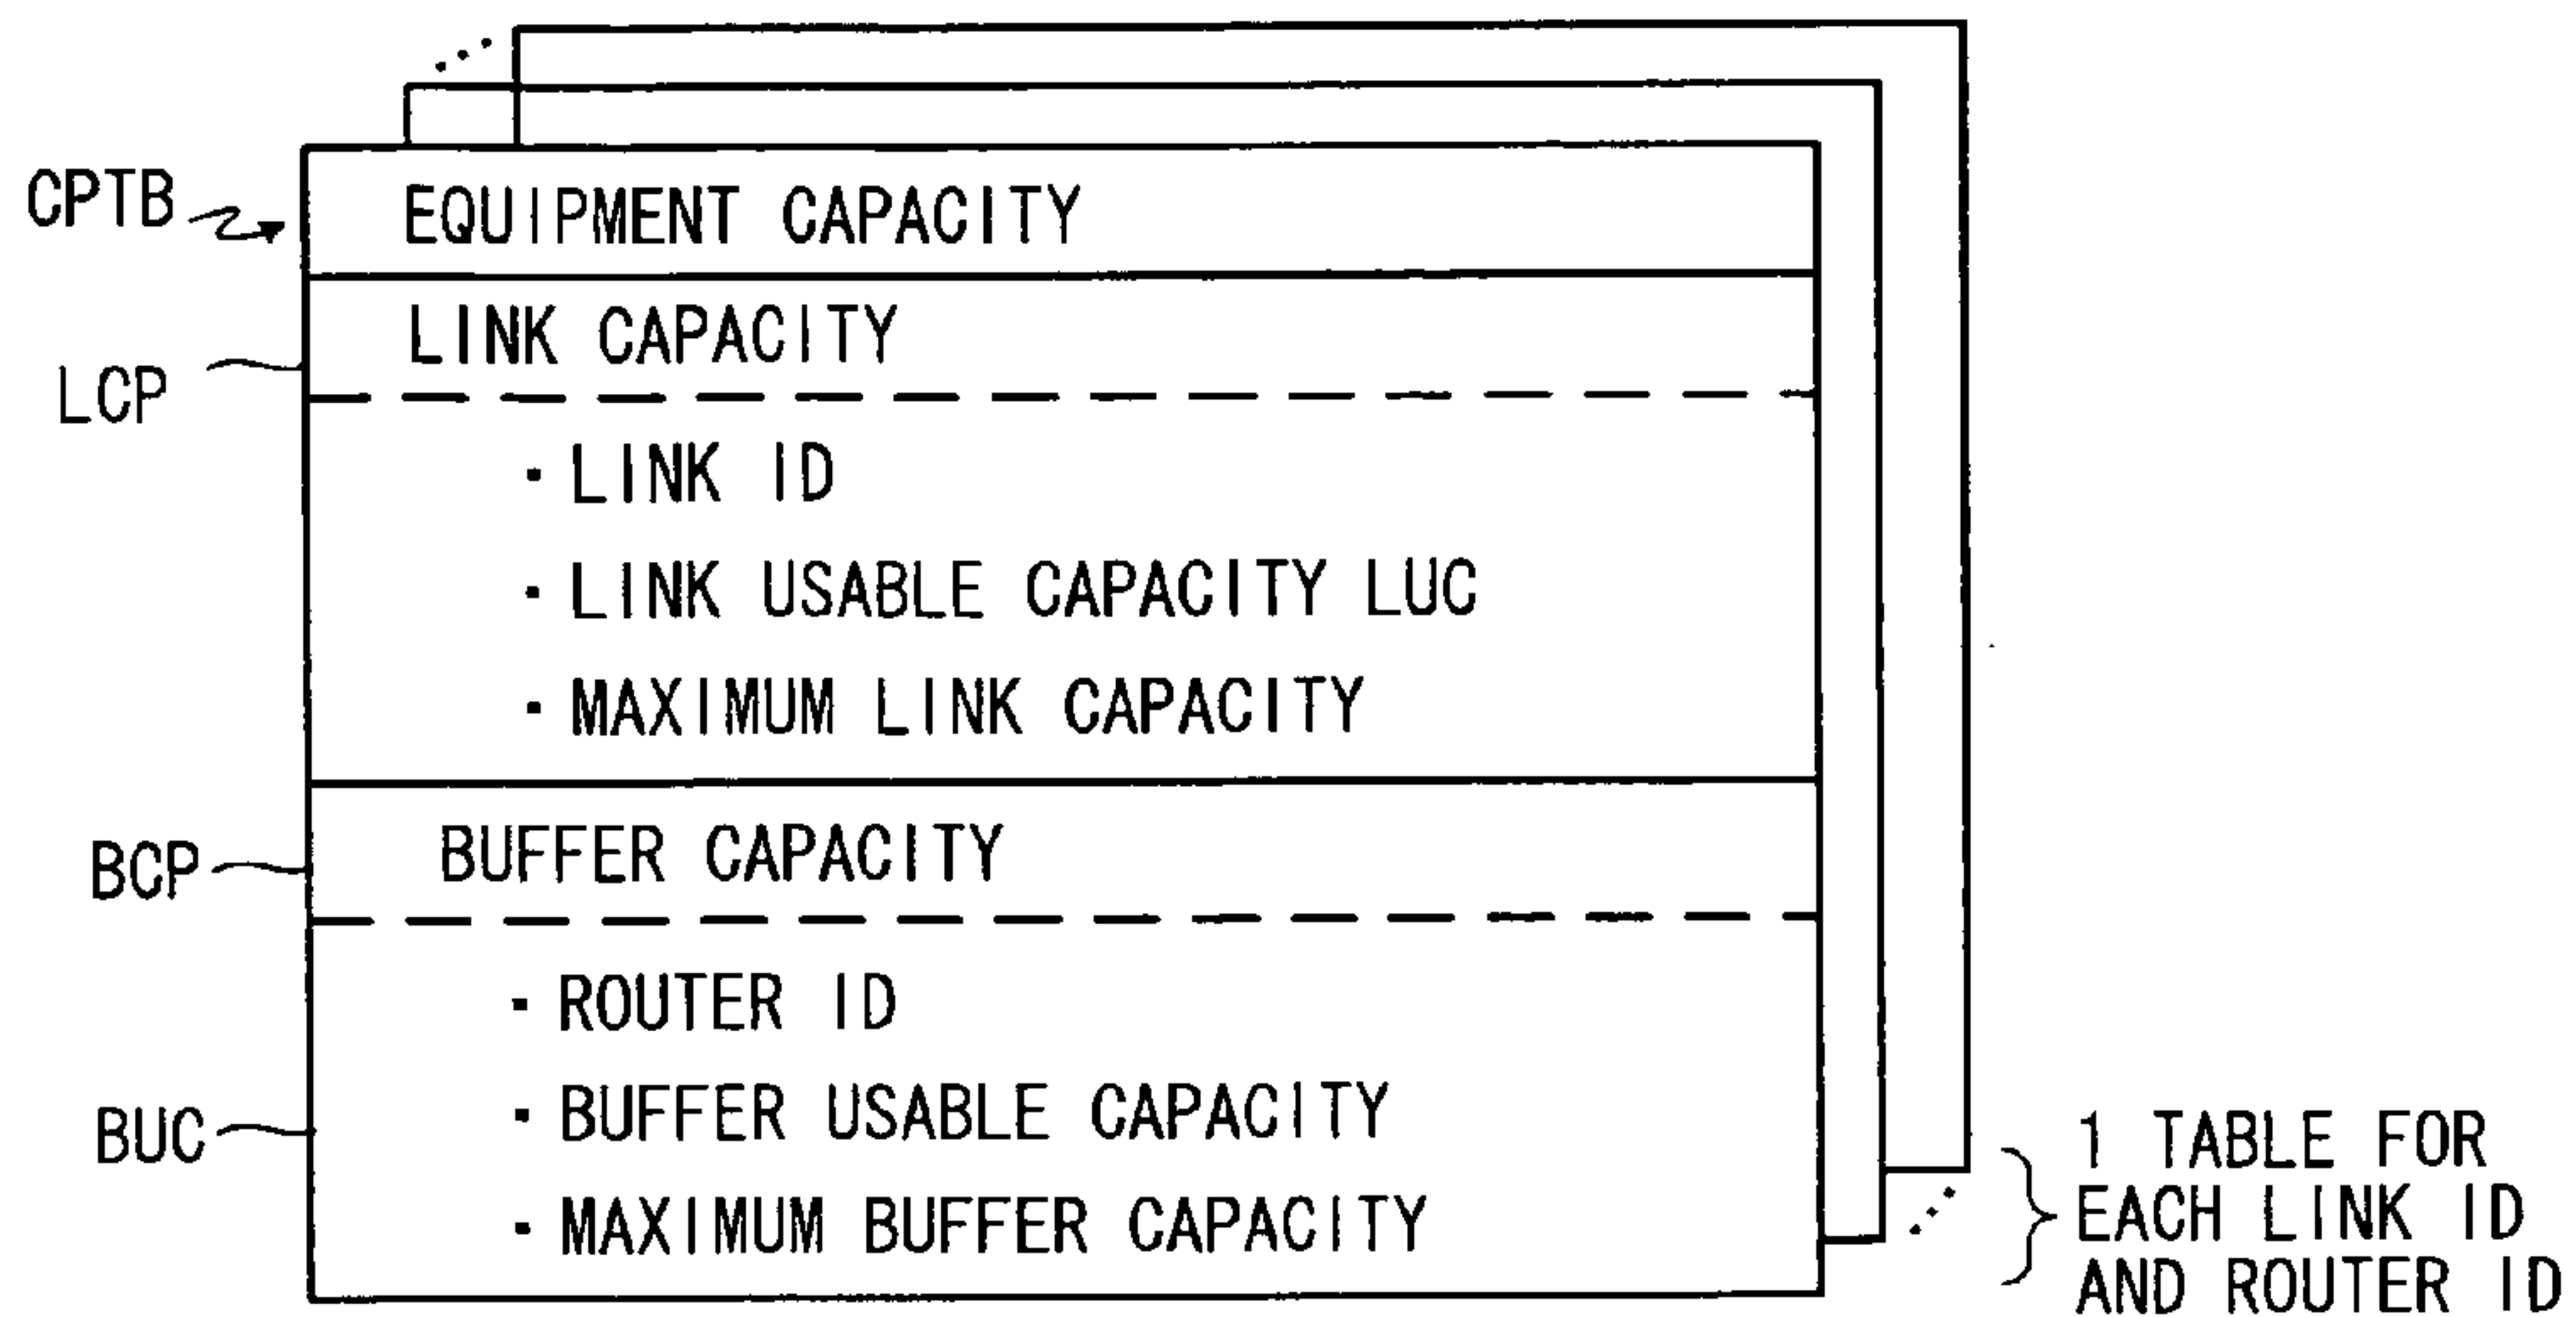 CPTB
EQUIPMENT CAPACITY
LINK CAPACITY
LCP
· LINK ID
· LINK USABLE CAPACITY LUC
· MAXIMUM LINK CAPACITY
BCP
BUFFER CAPACITY
· ROUTER ID
BUC
· BUFFER USABLE CAPACITY
· MAXIMUM BUFFER CAPACITY
1 TABLE FOR
EACH LINK ID
AND ROUTER ID